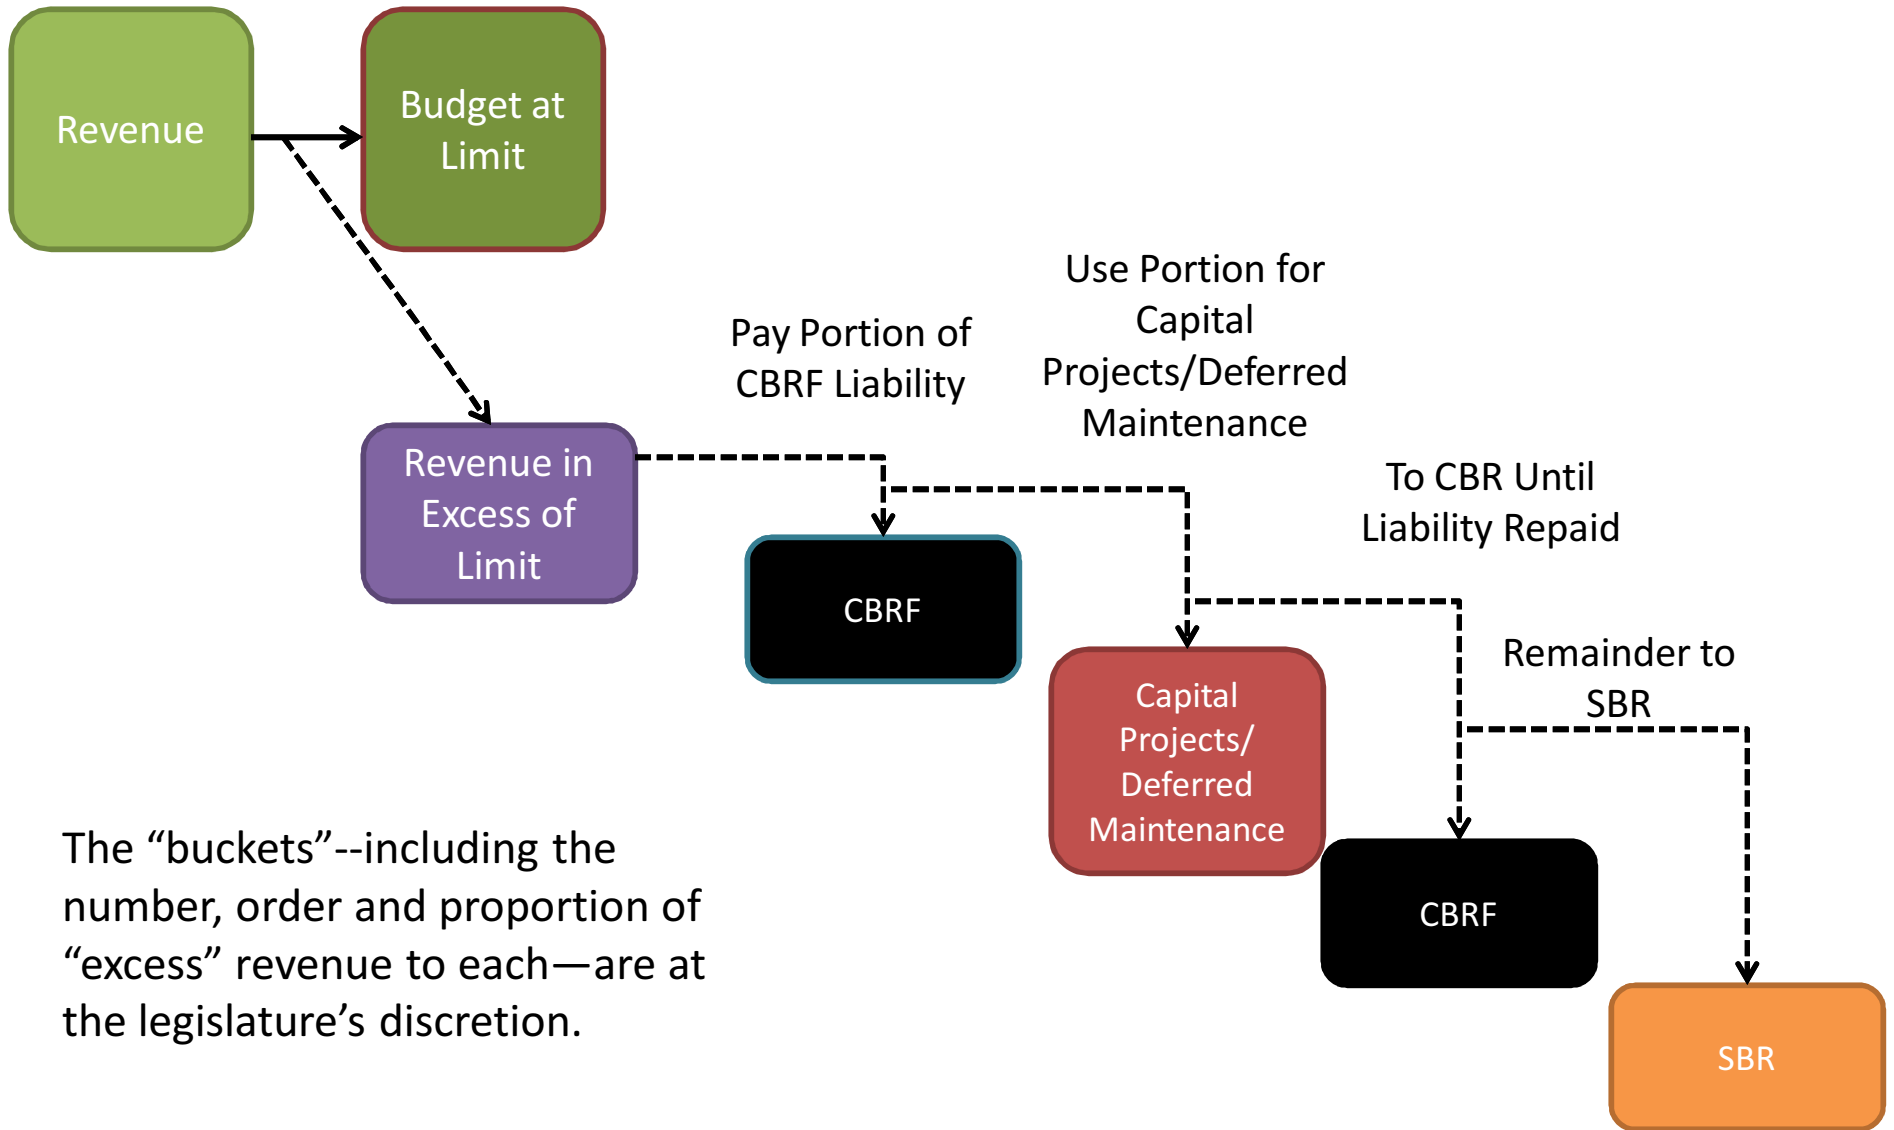 Revenue
Budget at
Limit
Use Portion for
Capital
Projects/Deferred
Maintenance
Pay Portion of
CBRF Liability
Revenue in
Excess of
Limit
To CBR Until
Liability Repaid
CBRF
Remainder to
SBR
Capital
Projects/
Deferred
Maintenance
The “buckets”--including the
number, order and proportion of
“excess” revenue to each—are at
the legislature’s discretion.
CBRF
SBR